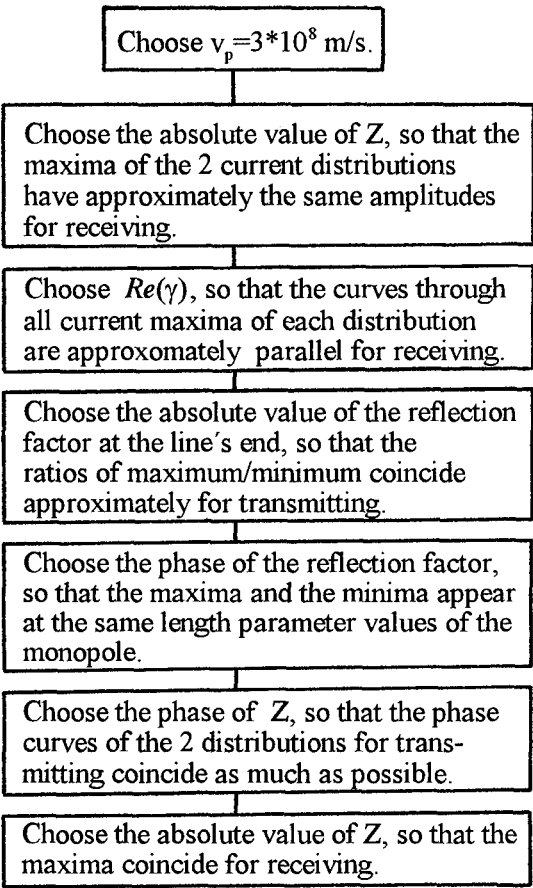 Choose vₚ=3*10⁸ m/s.
Choose the absolute value of Z, so that the
maxima of the 2 current distributions
have approximately the same amplitudes
for receiving.
Choose Re(γ), so that the curves through
all current maxima of each distribution
are approxomately parallel for receiving.
Choose the absolute value of the reflection
factor at the line´s end, so that the
ratios of maximum/minimum coincide
approximately for transmitting.
Choose the phase of the reflection factor,
so that the maxima and the minima appear
at the same length parameter values of the
monopole.
Choose the phase of Z, so that the phase
curves of the 2 distributions for trans-
mitting coincide as much as possible.
Choose the absolute value of Z, so that the
maxima coincide for receiving.